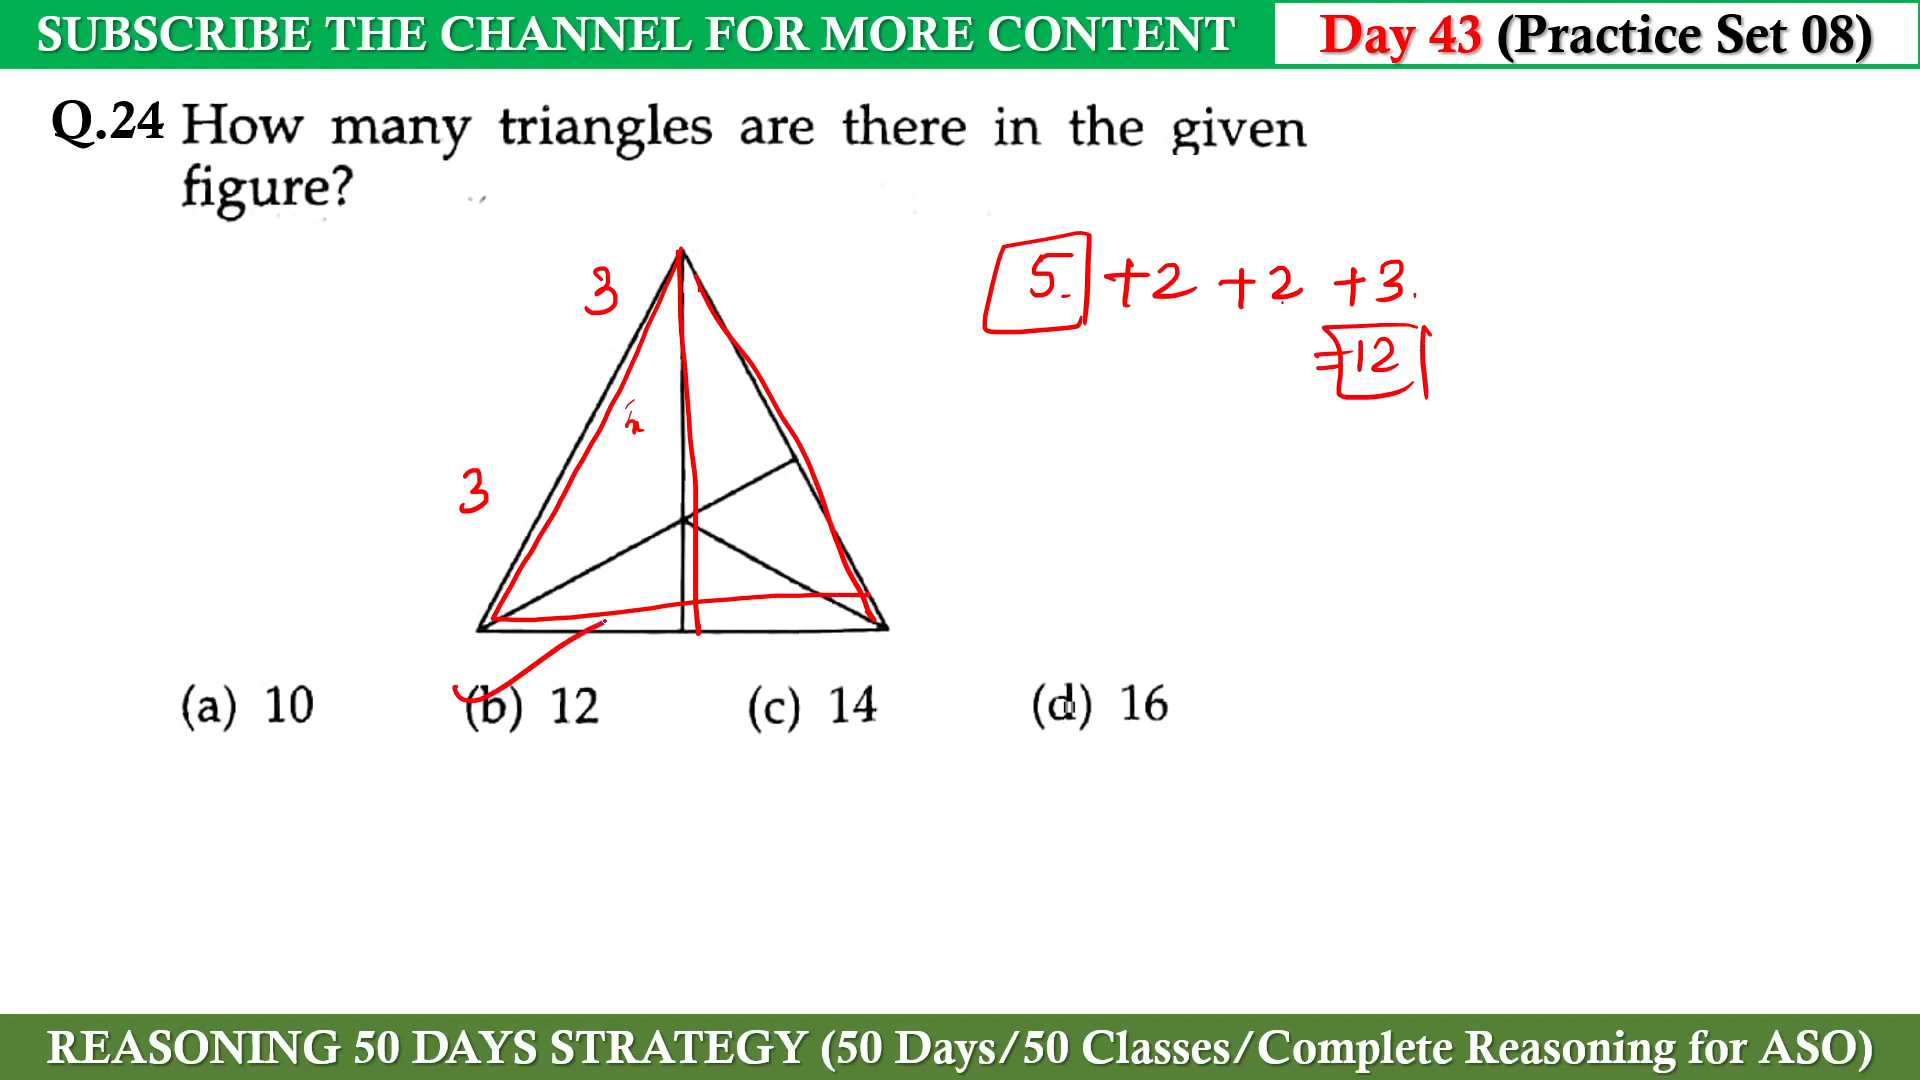 SUBSCRIBE THE CHANNEL FOR MORE CONTENT
Day 43 (Practice Set 08)
Q.24 How many triangles are there in the given
figure?
3
5 +2 +2 +3.
=12
3
(a) 10 (b) 12 (c) 14 (d) 16
REASONING 50 DAYS STRATEGY (50 Days/50 Classes/Complete Reasoning for ASO)